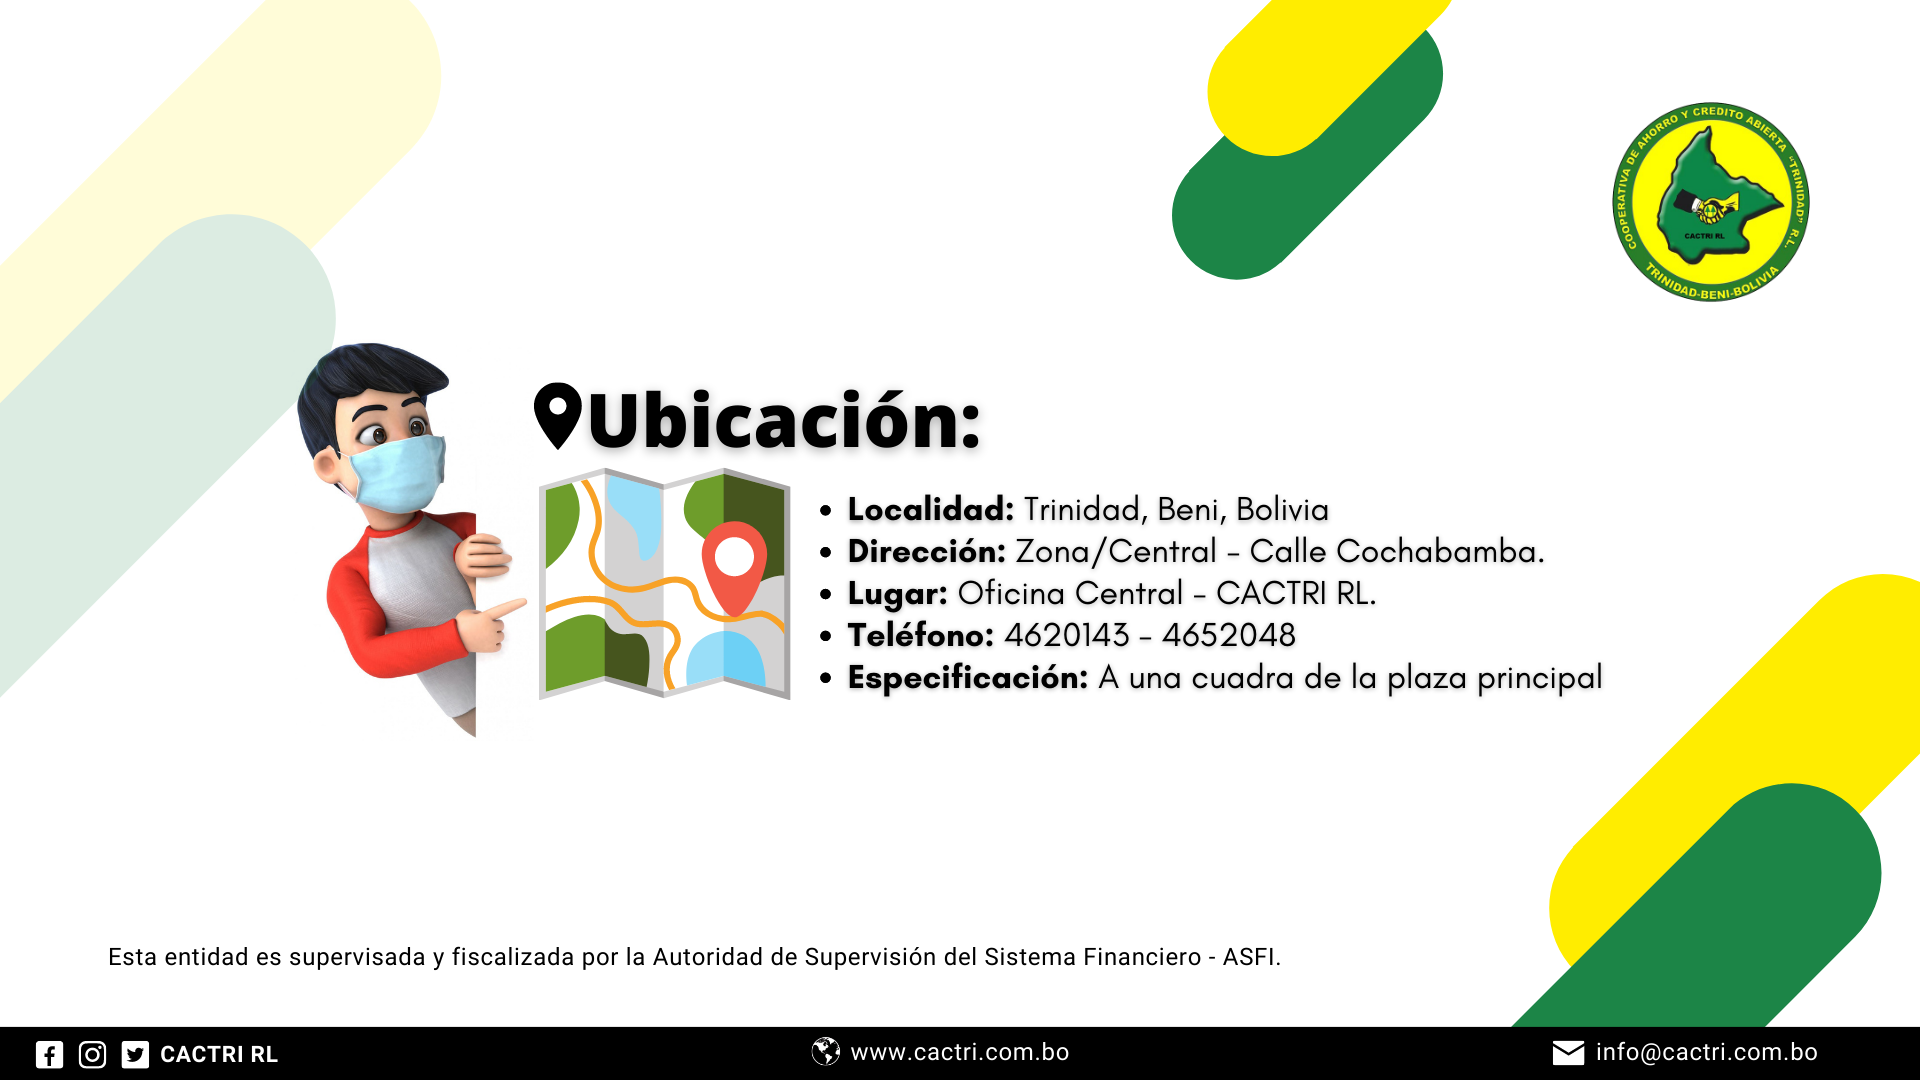 COOPERATIVA DE AHORRO Y CREDITO ABIERTA "TRINIDAD" R.L.
CACTRI RL
TRINIDAD-BENI-BOLIVIA
Ubicación:
Localidad: Trinidad, Beni, Bolivia
Dirección: Zona/Central - Calle Cochabamba.
Lugar: Oficina Central - CACTRI RL.
Teléfono: 4620143 - 4652048
Especificación: A una cuadra de la plaza principal
Esta entidad es supervisada y fiscalizada por la Autoridad de Supervisión del Sistema Financiero - ASFI.
CACTRI RL
www.cactri.com.bo
info@cactri.com.bo